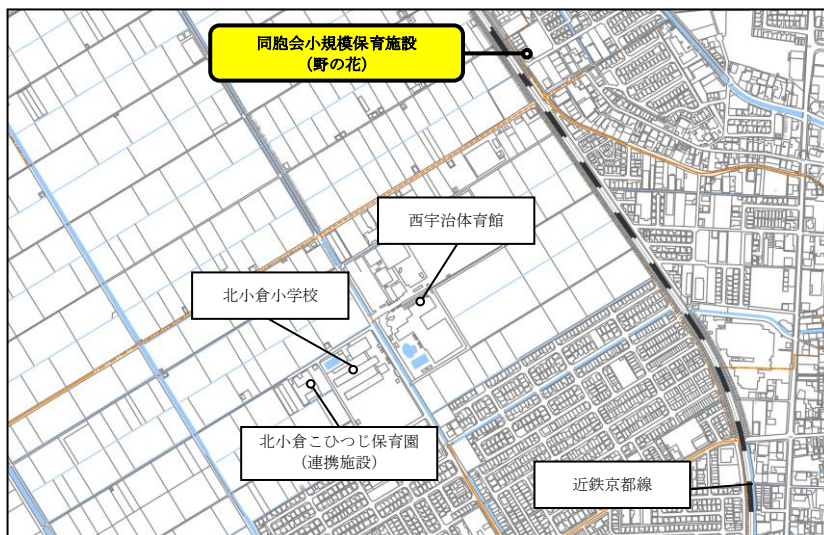 同胞会小規模保育施設
(野の花)
西宇治体育館
北小倉小学校
北小倉こひつじ保育園
(連携施設)
近鉄京都線